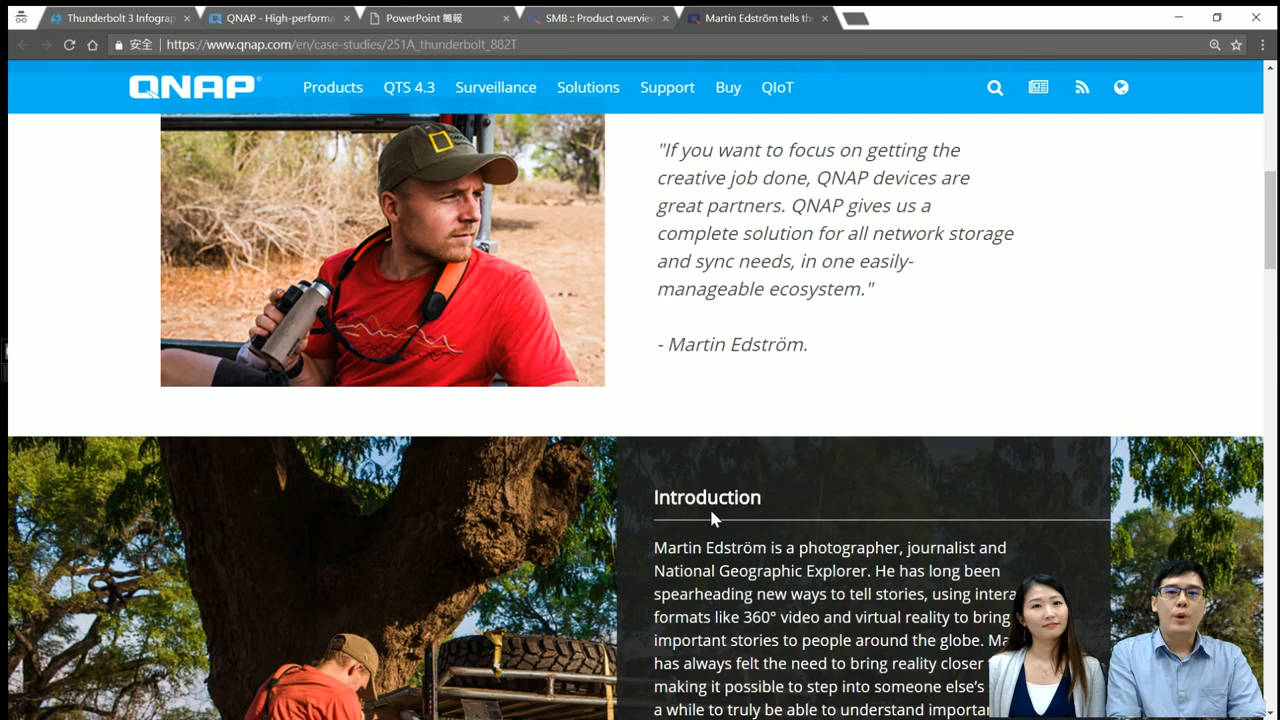 Thunderbolt 3 Infograp
QNAP - High-performa
PowerPoint 簡報
SMB :: Product overview
Martin Edström tells th
安全
https://www.qnap.com/en/case-studies/251A_thunderbolt_882T
QNAP
Products
QTS 4.3
Surveillance
Solutions
Support
Buy
QIoT
"If you want to focus on getting the
creative job done, QNAP devices are
great partners. QNAP gives us a
complete solution for all network storage
and sync needs, in one easily-
manageable ecosystem."
- Martin Edström.
Introduction
Martin Edström is a photographer, journalist and
National Geographic Explorer. He has long been
spearheading new ways to tell stories, using intera
formats like 360° video and virtual reality to bring
important stories to people around the globe. Ma
has always felt the need to bring reality closer
making it possible to step into someone else's
a while to truly be able to understand importan